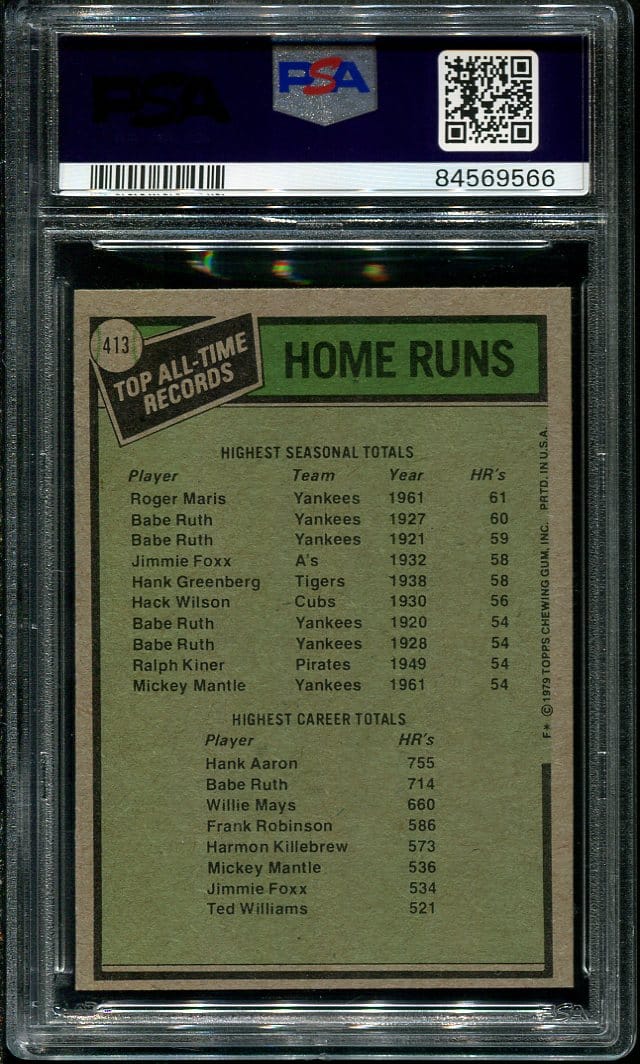 PSA
PSA
84569566
413
TOP ALL-TIME
RECORDS
HOME RUNS
HIGHEST SEASONAL TOTALS
Player Team Year HR's
Roger Maris Yankees 1961 61
Babe Ruth Yankees 1927 60
Babe Ruth Yankees 1921 59
Jimmie Foxx A's 1932 58
Hank Greenberg Tigers 1938 58
Hack Wilson Cubs 1930 56
Babe Ruth Yankees 1920 54
Babe Ruth Yankees 1928 54
Ralph Kiner Pirates 1949 54
Mickey Mantle Yankees 1961 54
HIGHEST CAREER TOTALS
Player HR's
Hank Aaron 755
Babe Ruth 714
Willie Mays 660
Frank Robinson 586
Harmon Killebrew 573
Mickey Mantle 536
Jimmie Foxx 534
Ted Williams 521
F* © 1979 TOPPS CHEWING GUM, INC. PRTD. IN U.S.A.